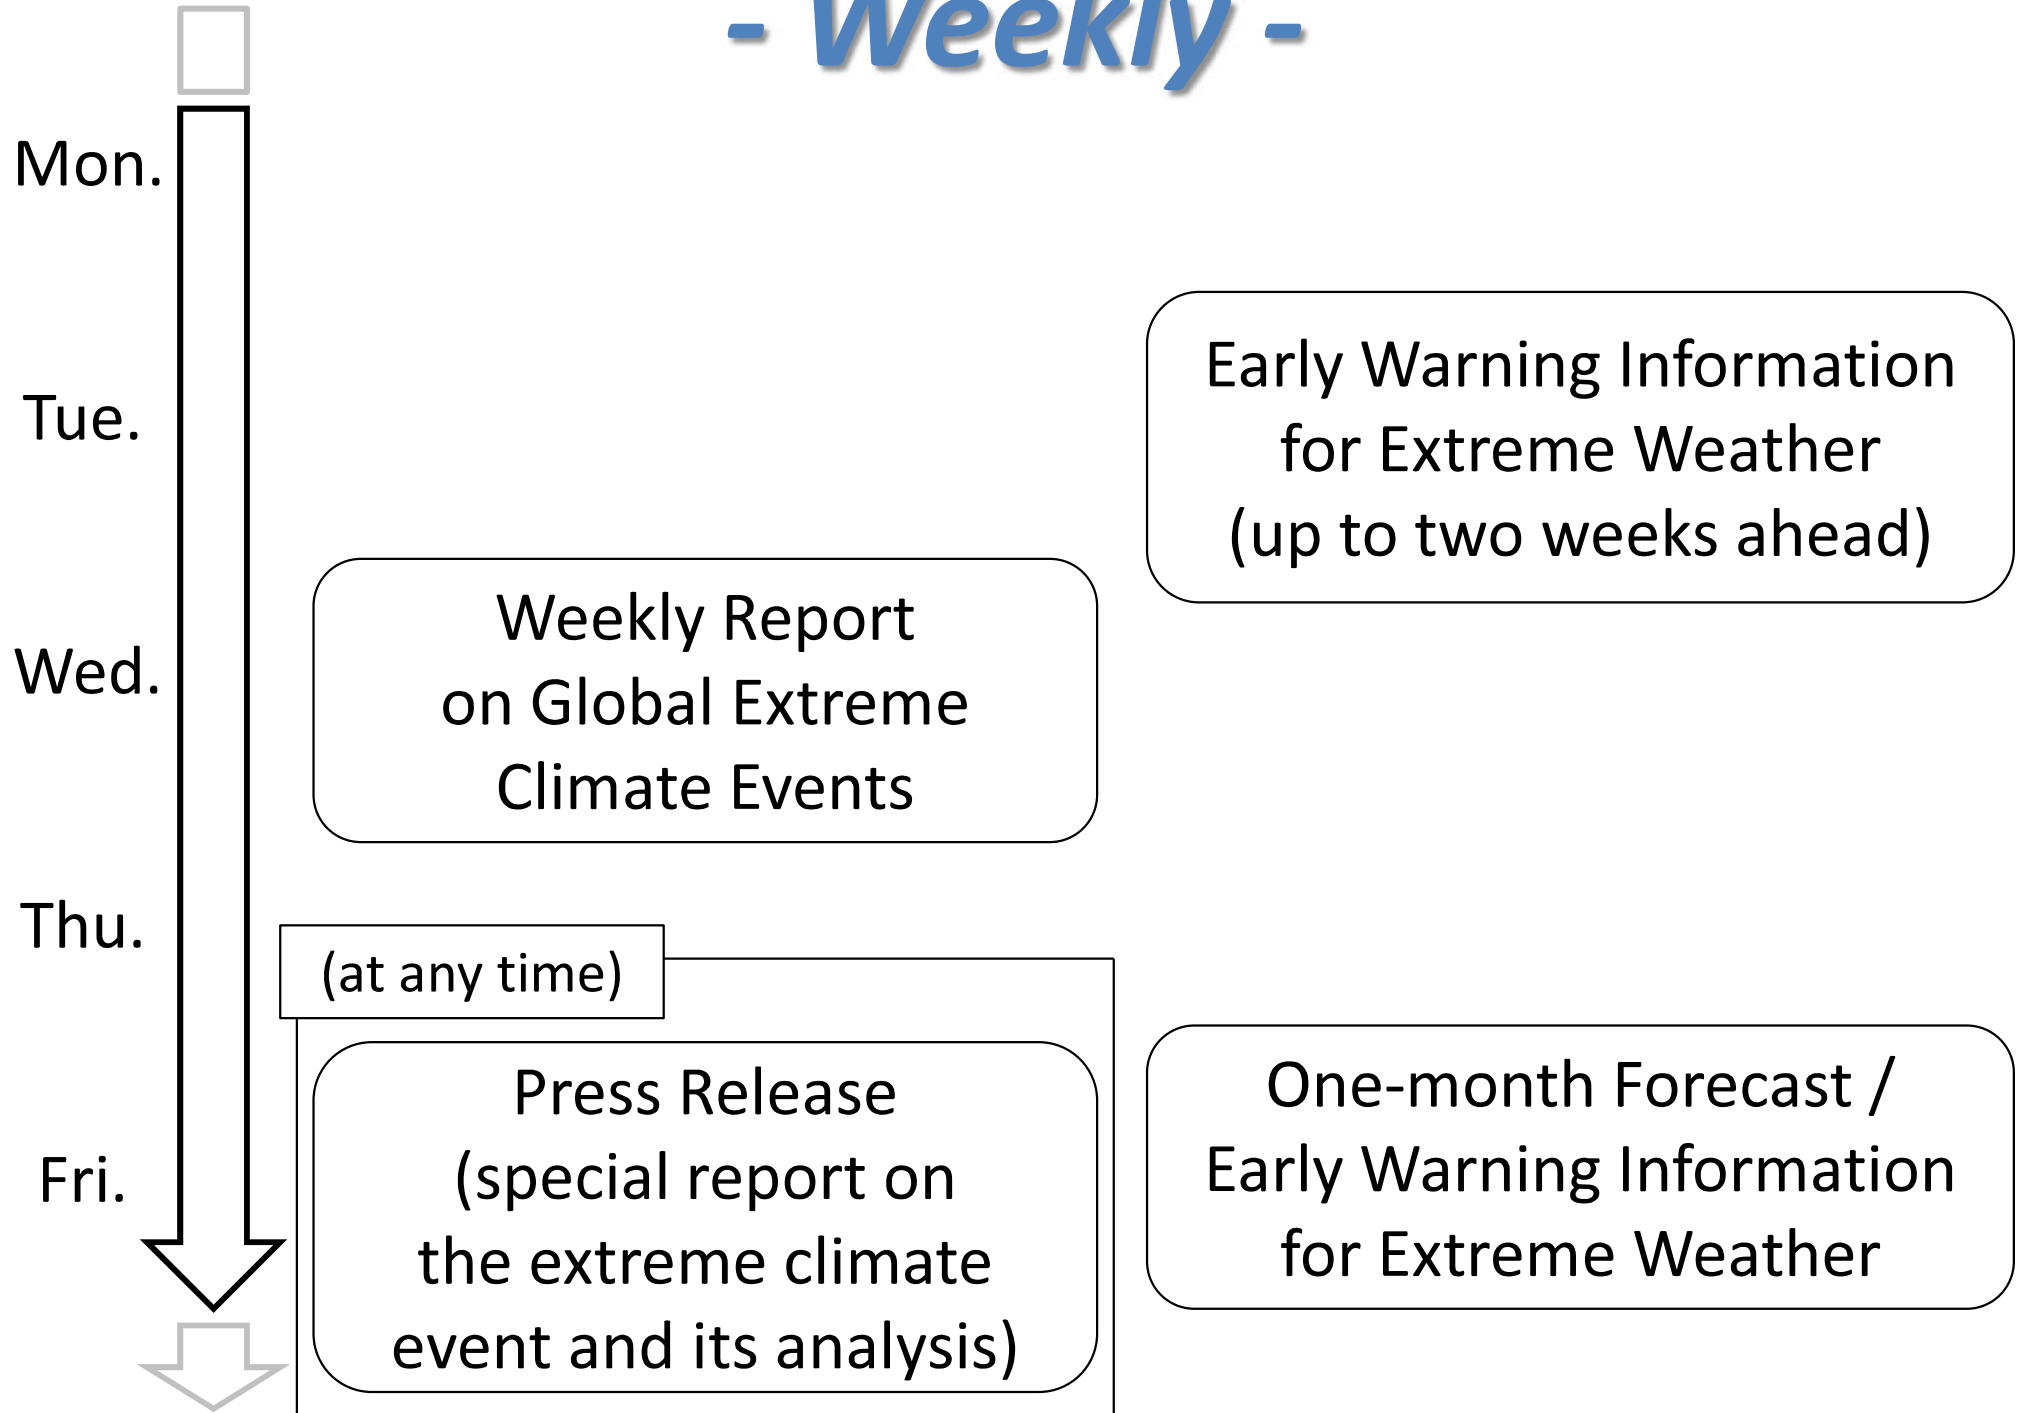 - Weekly -
Mon.
Tue.
Early Warning Information
for Extreme Weather
(up to two weeks ahead)
Wed.
Weekly Report
on Global Extreme
Climate Events
Thu.
(at any time)
Fri.
Press Release
(special report on
the extreme climate
event and its analysis)
One-month Forecast /
Early Warning Information
for Extreme Weather